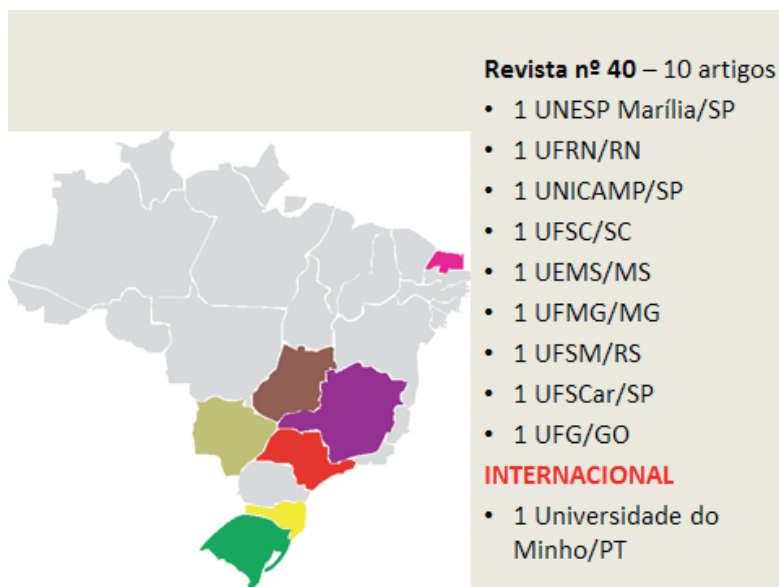 Revista nº 40 – 10 artigos
• 1 UNESP Marília/SP
• 1 UFRN/RN
• 1 UNICAMP/SP
• 1 UFSC/SC
• 1 UEMS/MS
• 1 UFMG/MG
• 1 UFSM/RS
• 1 UFSCar/SP
• 1 UFG/GO
INTERNACIONAL
• 1 Universidade do
Minho/PT